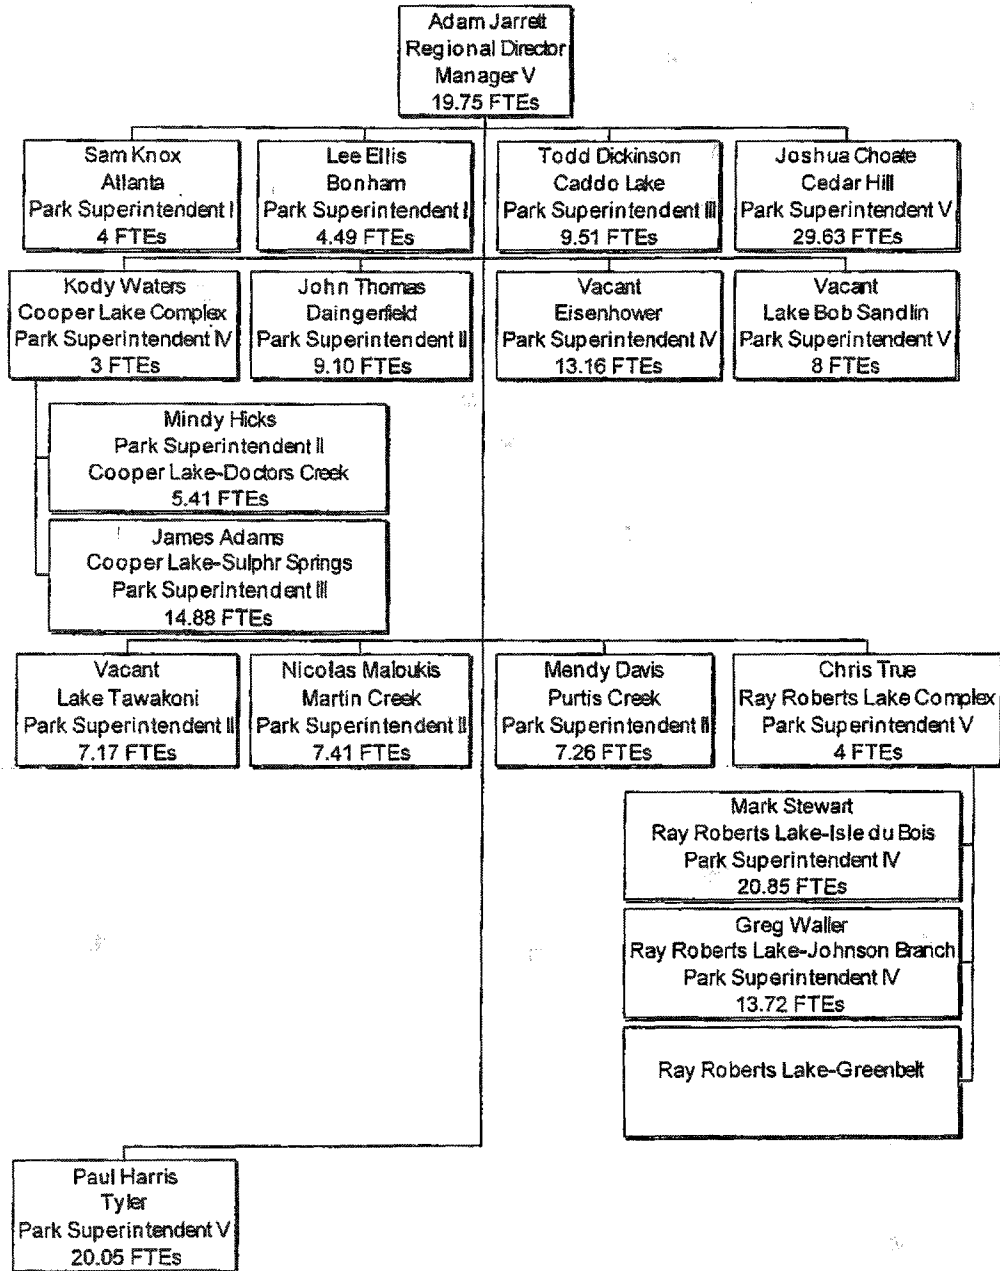 Adam Jarrett
Regional Director
Manager V
19.75 FTEs
Sam Knox
Atlanta
Park Superintendent I
4 FTEs
Lee Ellis
Bonham
Park Superintendent I
4.49 FTEs
Todd Dickinson
Caddo Lake
Park Superintendent III
9.51 FTEs
Joshua Choate
Cedar Hill
Park Superintendent V
29.63 FTEs
Kody Waters
Cooper Lake Complex
Park Superintendent IV
3 FTEs
John Thomas
Daingerfield
Park Superintendent II
9.10 FTEs
Vacant
Eisenhower
Park Superintendent IV
13.16 FTEs
Vacant
Lake Bob Sandlin
Park Superintendent V
8 FTEs
Mindy Hicks
Park Superintendent II
Cooper Lake-Doctors Creek
5.41 FTEs
James Adams
Cooper Lake-Sulphr Springs
Park Superintendent III
14.88 FTEs
Vacant
Lake Tawakoni
Park Superintendent II
7.17 FTEs
Nicolas Maloukis
Martin Creek
Park Superintendent II
7.41 FTEs
Mendy Davis
Purtis Creek
Park Superintendent III
7.26 FTEs
Chris True
Ray Roberts Lake Complex
Park Superintendent V
4 FTEs
Mark Stewart
Ray Roberts Lake-Isle du Bois
Park Superintendent IV
20.85 FTEs
Greg Waller
Ray Roberts Lake-Johnson Branch
Park Superintendent IV
13.72 FTEs
Ray Roberts Lake-Greenbelt
Paul Harris
Tyler
Park Superintendent V
20.05 FTEs